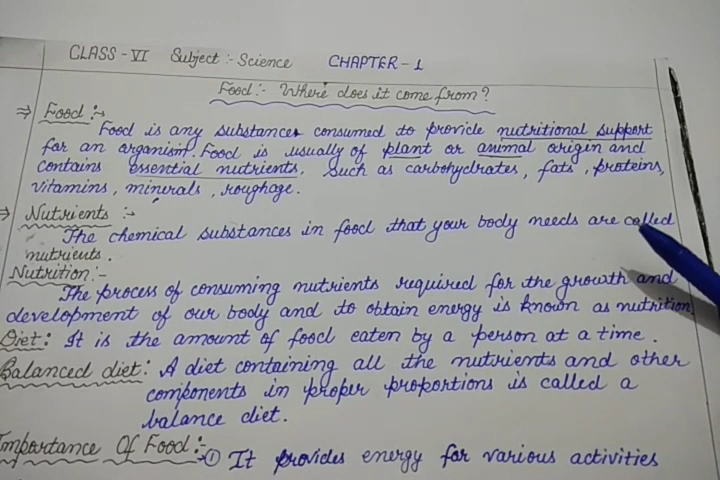 CLASS-VI Subject:- Science CHAPTER-1
Food:- Where does it come from?
⇒ Food:-
Food is any substance consumed to provide nutritional support
for an organism. Food is usually of plant or animal origin and
contains essential nutrients. Such as carbohydrates, fats, proteins,
vitamins, minerals, roughage.
⇒ Nutrients:-
The chemical substances in food that your body needs are called
nutrients.
Nutrition:-
The process of consuming nutrients required for the growth and
development of our body and to obtain energy is known as nutrition.
Diet: It is the amount of food eaten by a person at a time.
Balanced diet: A diet containing all the nutrients and other
components in proper proportions is called a
balance diet.
Importance Of Food:-
① It provides energy for various activities